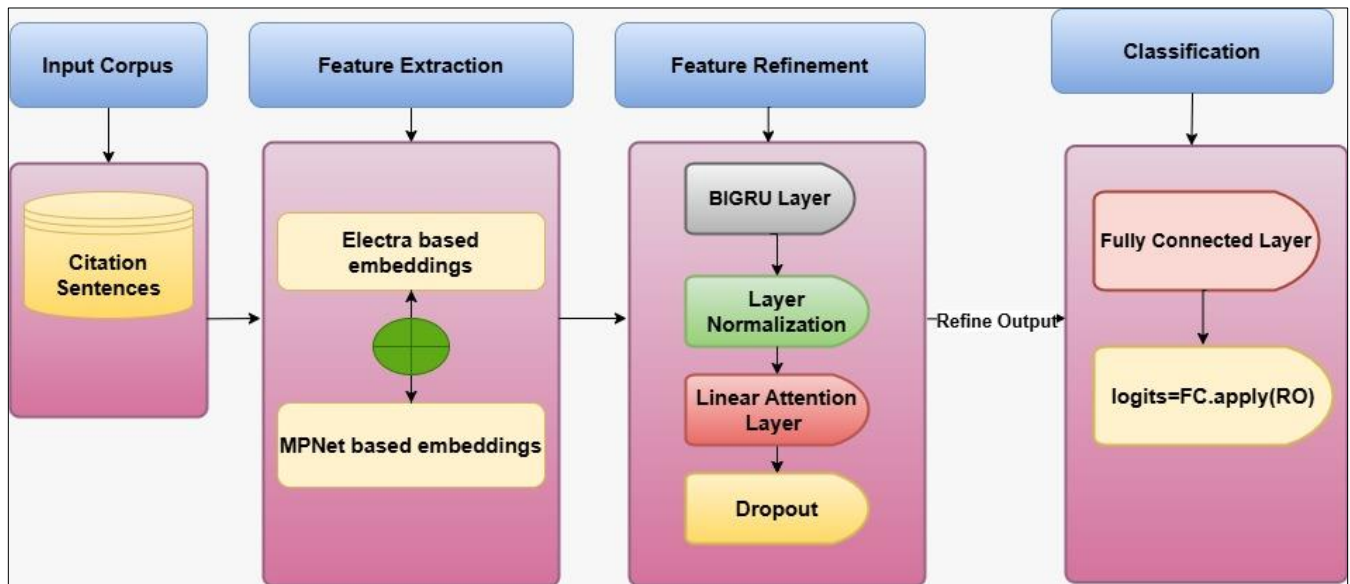 Input Corpus
Citation
Sentences
Feature Extraction
Electra based
embeddings
MPNet based embeddings
Feature Refinement
BIGRU Layer
Layer
Normalization
Linear Attention
Layer
Dropout
Refine Output
Classification
Fully Connected Layer
logits=FC.apply(RO)